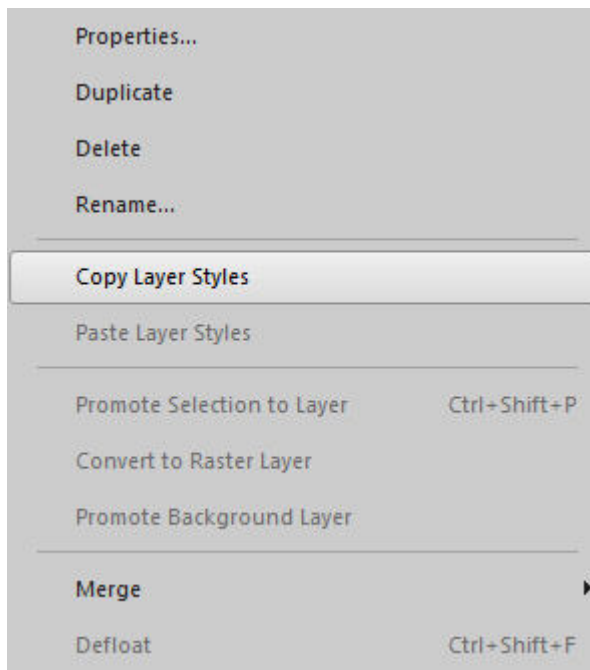 Properties...
Duplicate
Delete
Rename...
Copy Layer Styles
Paste Layer Styles
Promote Selection to Layer Ctrl+Shift+P
Convert to Raster Layer
Promote Background Layer
Merge
Defloat Ctrl+Shift+F